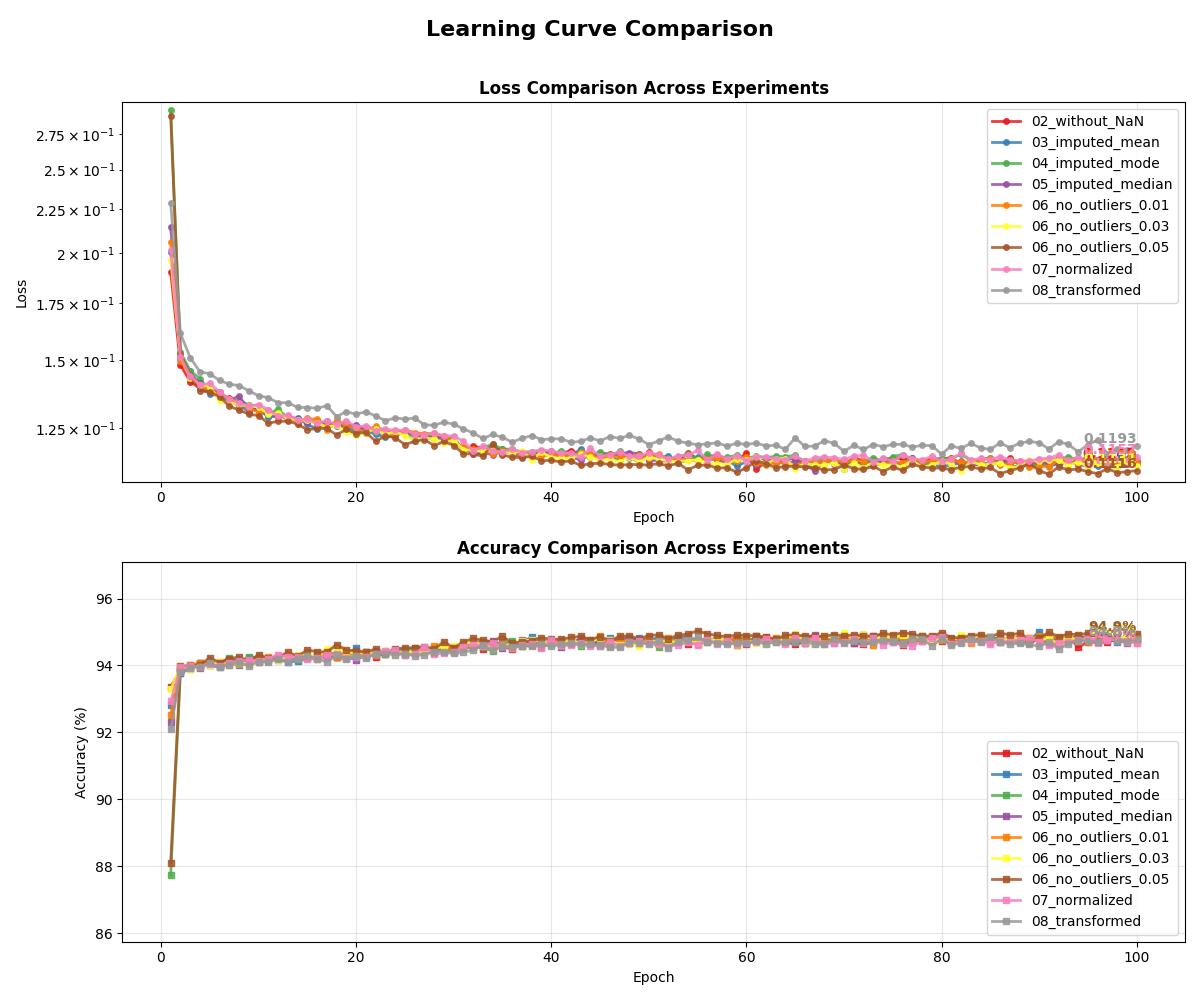 Learning Curve Comparison
Loss Comparison Across Experiments
2.75 × 10⁻¹
2.5 × 10⁻¹
2.25 × 10⁻¹
2 × 10⁻¹
1.75 × 10⁻¹
1.5 × 10⁻¹
1.25 × 10⁻¹
Loss
02_without_NaN
03_imputed_mean
04_imputed_mode
05_imputed_median
06_no_outliers_0.01
06_no_outliers_0.03
06_no_outliers_0.05
07_normalized
08_transformed
0.1193
0 20 40 60 80 100
Epoch
Accuracy Comparison Across Experiments
96
94
92
90
88
86
Accuracy (%)
94.9%
02_without_NaN
03_imputed_mean
04_imputed_mode
05_imputed_median
06_no_outliers_0.01
06_no_outliers_0.03
06_no_outliers_0.05
07_normalized
08_transformed
0 20 40 60 80 100
Epoch